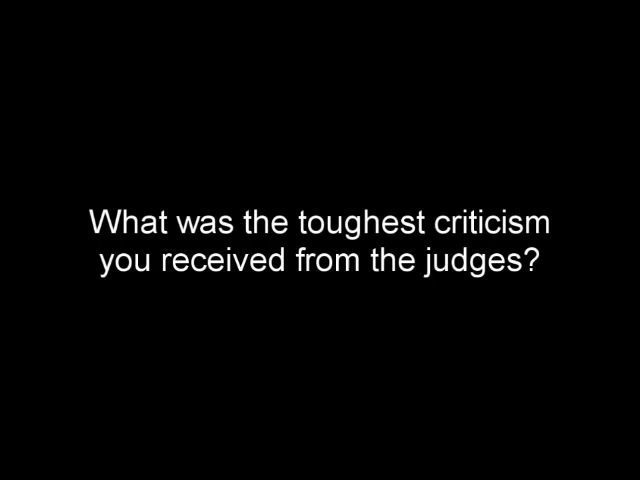 What was the toughest criticism
you received from the judges?